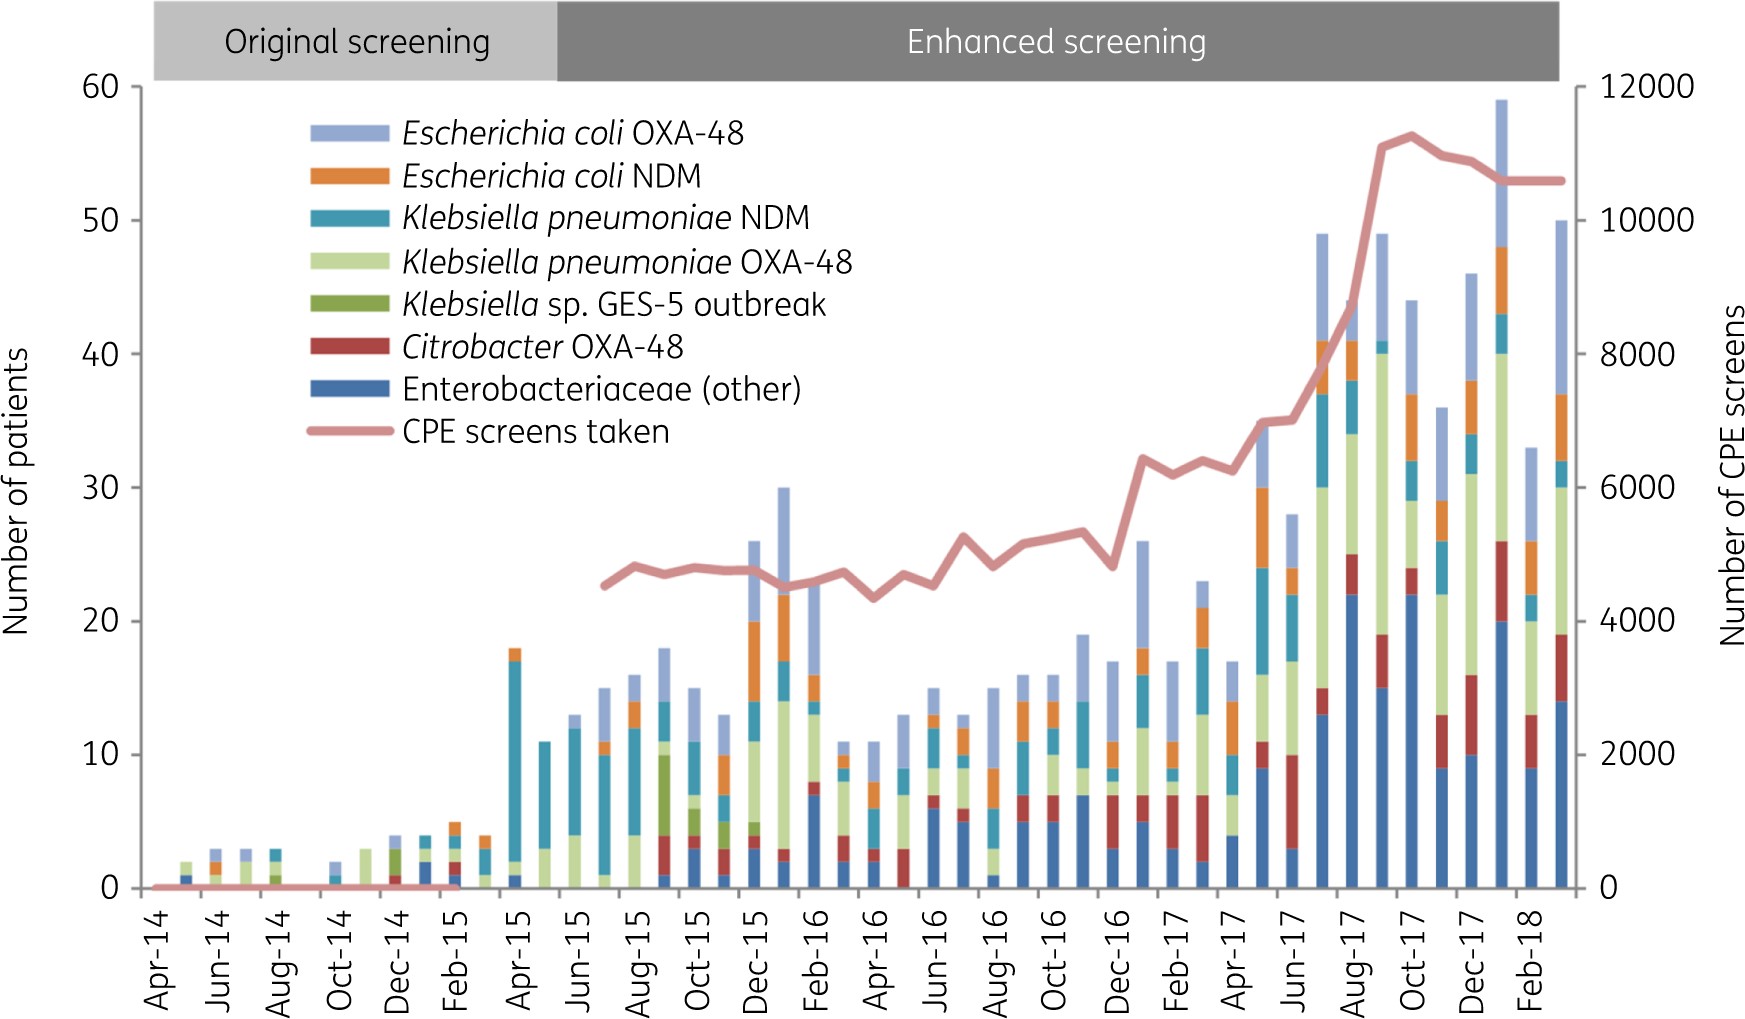 Original screening
Enhanced screening
60
50
40
30
20
10
0
Number of patients
Escherichia coli OXA-48
Escherichia coli NDM
Klebsiella pneumoniae NDM
Klebsiella pneumoniae OXA-48
Klebsiella sp. GES-5 outbreak
Citrobacter OXA-48
Enterobacteriaceae (other)
CPE screens taken
12000
10000
8000
6000
4000
2000
0
Number of CPE screens
Apr-14
Jun-14
Aug-14
Oct-14
Dec-14
Feb-15
Apr-15
Jun-15
Aug-15
Oct-15
Dec-15
Feb-16
Apr-16
Jun-16
Aug-16
Oct-16
Dec-16
Feb-17
Apr-17
Jun-17
Aug-17
Oct-17
Dec-17
Feb-18